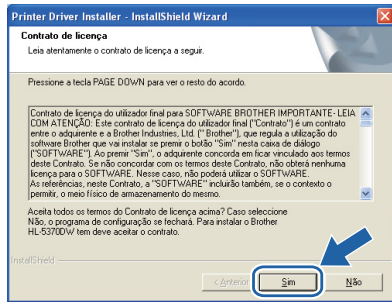 Printer Driver Installer - InstallShield Wizard
Contrato de licença
Leia atentamente o contrato de licença a seguir.
Pressione a tecla PAGE DOWN para ver o resto do acordo.
Contrato de licença do utilizador final para SOFTWARE BROTHER IMPORTANTE- LEIA
COM ATENÇÃO: Este contrato de licença do utilizador final ("Contrato") é um contrato
entre o adquirente e a Brother Industries, Ltd. (" Brother"), que regula a utilização do
software Brother que vai instalar se premir o botão "Sim" nesta caixa de diálogo
("SOFTWARE"). Ao premir "Sim", o adquirente concorda em ficar vinculado aos termos
deste Contrato. Se não concordar com os termos deste Contrato, não obterá nenhuma
licença para o SOFTWARE. Nesse caso, não poderá utilizar o SOFTWARE.
As referências, neste Contrato, a "SOFTWARE" incluirão também, se o contexto o
permitir, o meio físico de armazenamento do mesmo.
Aceita todos os termos do Contrato de Licença acima? Caso seleccione
Não, o programa de configuração se fechará. Para instalar o Brother
HL-5370DW tem deve aceitar o contrato.
InstallShield
< Anterior
Sim
Não